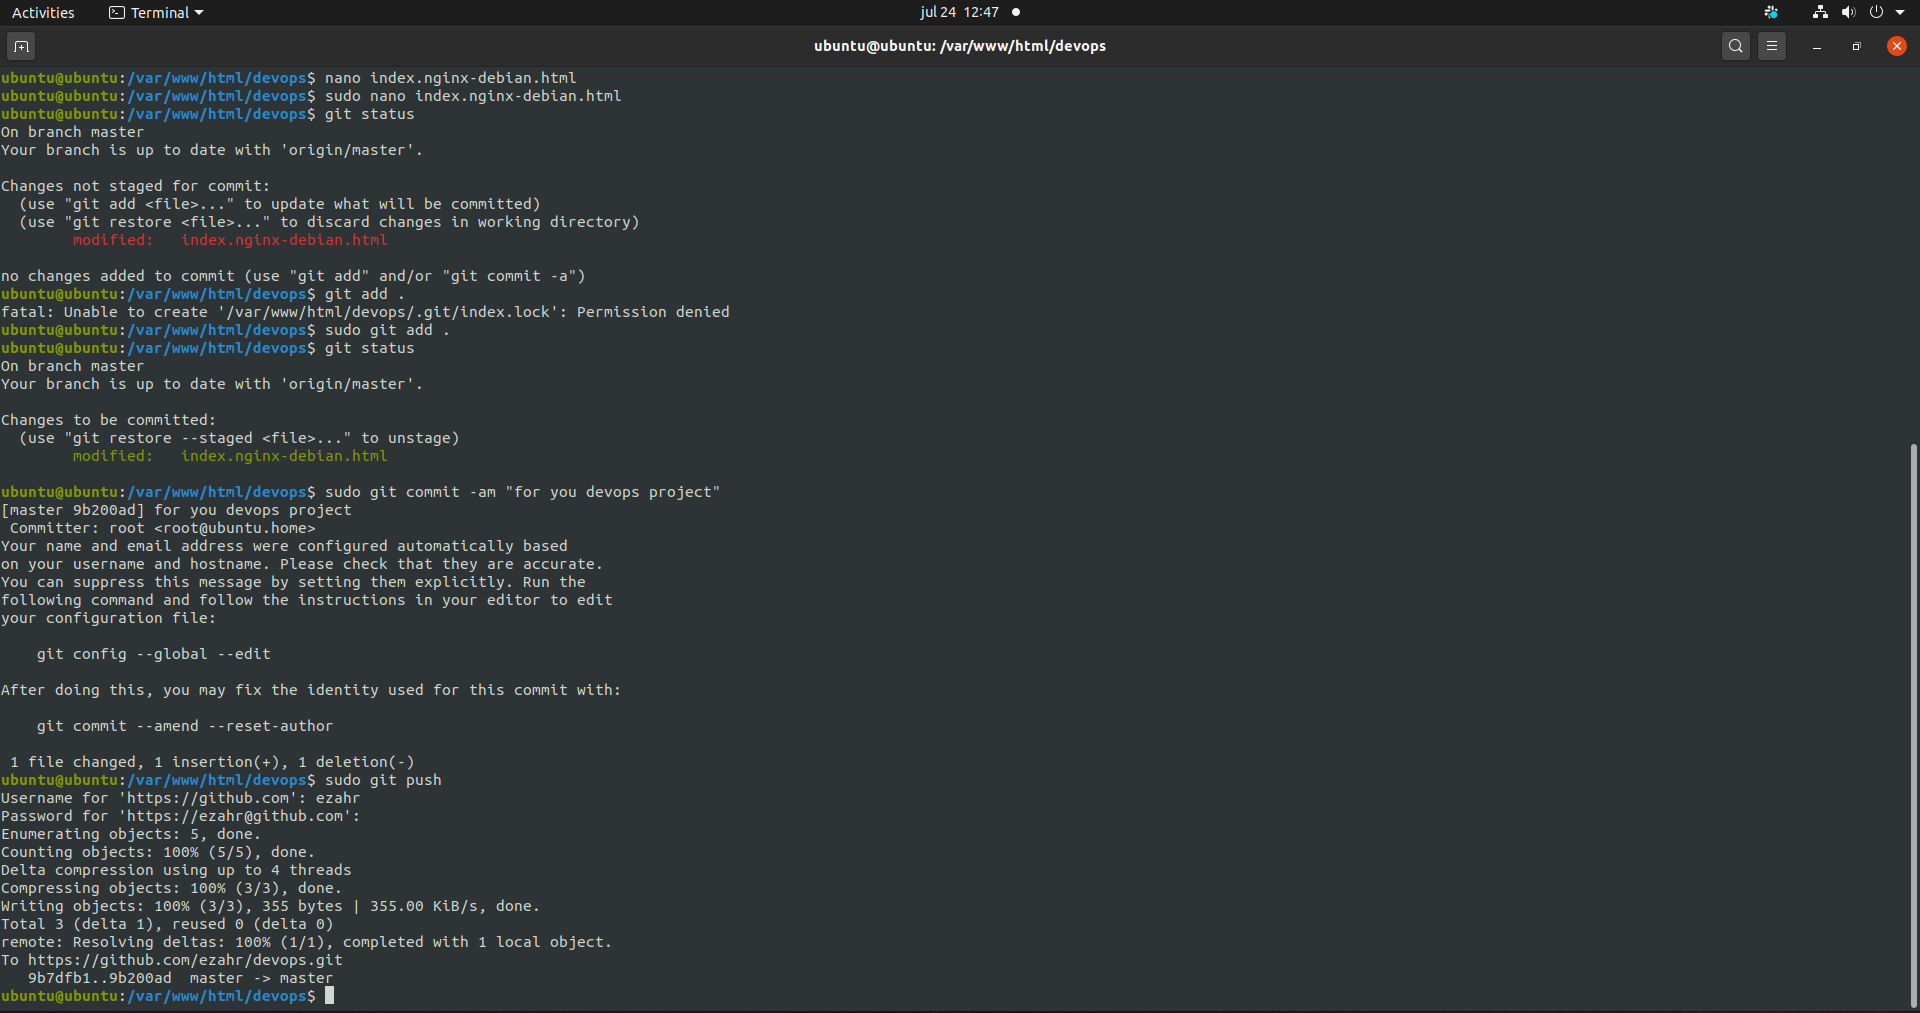 Activities
Terminal
jul 24 12:47
ubuntu@ubuntu: /var/www/html/devops
ubuntu@ubuntu:/var/www/html/devops$ nano index.nginx-debian.html
ubuntu@ubuntu:/var/www/html/devops$ sudo nano index.nginx-debian.html
ubuntu@ubuntu:/var/www/html/devops$ git status
On branch master
Your branch is up to date with 'origin/master'.
Changes not staged for commit:
  (use "git add <file>..." to update what will be committed)
  (use "git restore <file>..." to discard changes in working directory)
        modified:   index.nginx-debian.html
no changes added to commit (use "git add" and/or "git commit -a")
ubuntu@ubuntu:/var/www/html/devops$ git add .
fatal: Unable to create '/var/www/html/devops/.git/index.lock': Permission denied
ubuntu@ubuntu:/var/www/html/devops$ sudo git add .
ubuntu@ubuntu:/var/www/html/devops$ git status
On branch master
Your branch is up to date with 'origin/master'.
Changes to be committed:
  (use "git restore --staged <file>..." to unstage)
        modified:   index.nginx-debian.html
ubuntu@ubuntu:/var/www/html/devops$ sudo git commit -am "for you devops project"
[master 9b200ad] for you devops project
 Committer: root <root@ubuntu.home>
Your name and email address were configured automatically based
on your username and hostname. Please check that they are accurate.
You can suppress this message by setting them explicitly. Run the
following command and follow the instructions in your editor to edit
your configuration file:
    git config --global --edit
After doing this, you may fix the identity used for this commit with:
    git commit --amend --reset-author
 1 file changed, 1 insertion(+), 1 deletion(-)
ubuntu@ubuntu:/var/www/html/devops$ sudo git push
Username for 'https://github.com': ezahr
Password for 'https://ezahr@github.com':
Enumerating objects: 5, done.
Counting objects: 100% (5/5), done.
Delta compression using up to 4 threads
Compressing objects: 100% (3/3), done.
Writing objects: 100% (3/3), 355 bytes | 355.00 KiB/s, done.
Total 3 (delta 1), reused 0 (delta 0)
remote: Resolving deltas: 100% (1/1), completed with 1 local object.
To https://github.com/ezahr/devops.git
   9b7dfb1..9b200ad  master -> master
ubuntu@ubuntu:/var/www/html/devops$